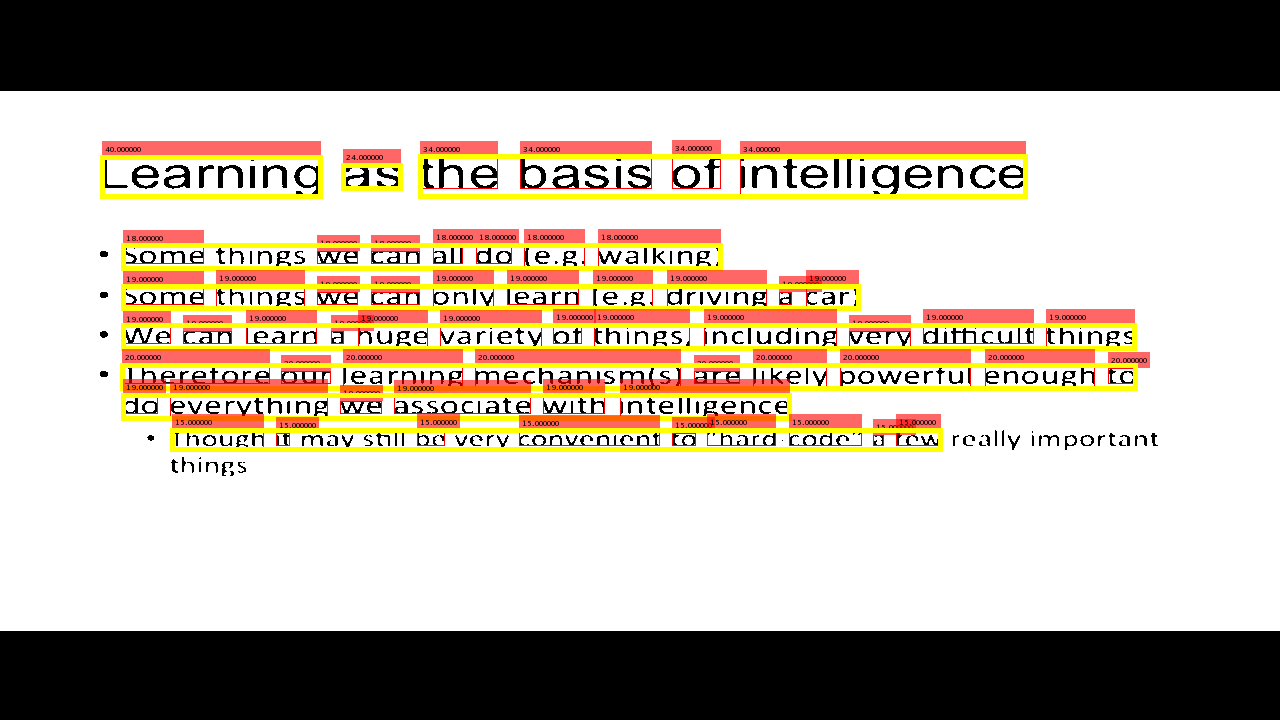 Learning as the basis of intelligence
• Some things we can all do (e.g. walking)
• Some things we can only learn (e.g. driving a car)
• We can learn a huge variety of things, including very difficult things
• Therefore our learning mechanism(s) are likely powerful enough to
do everything we associate with intelligence
• Though it may still be very convenient to "hard-code" a few really important
things